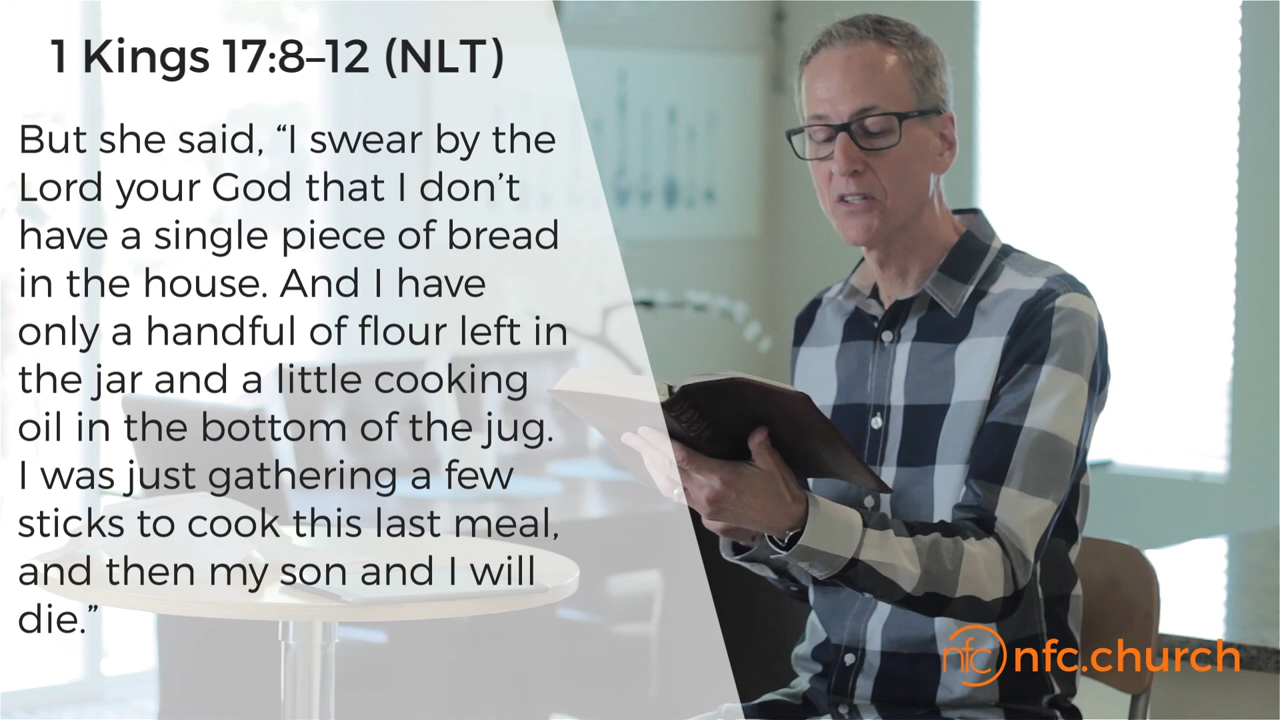 1 Kings 17:8–12 (NLT)
But she said, “I swear by the
Lord your God that I don’t
have a single piece of bread
in the house. And I have
only a handful of flour left in
the jar and a little cooking
oil in the bottom of the jug.
I was just gathering a few
sticks to cook this last meal,
and then my son and I will
die.”
nfc nfc.church